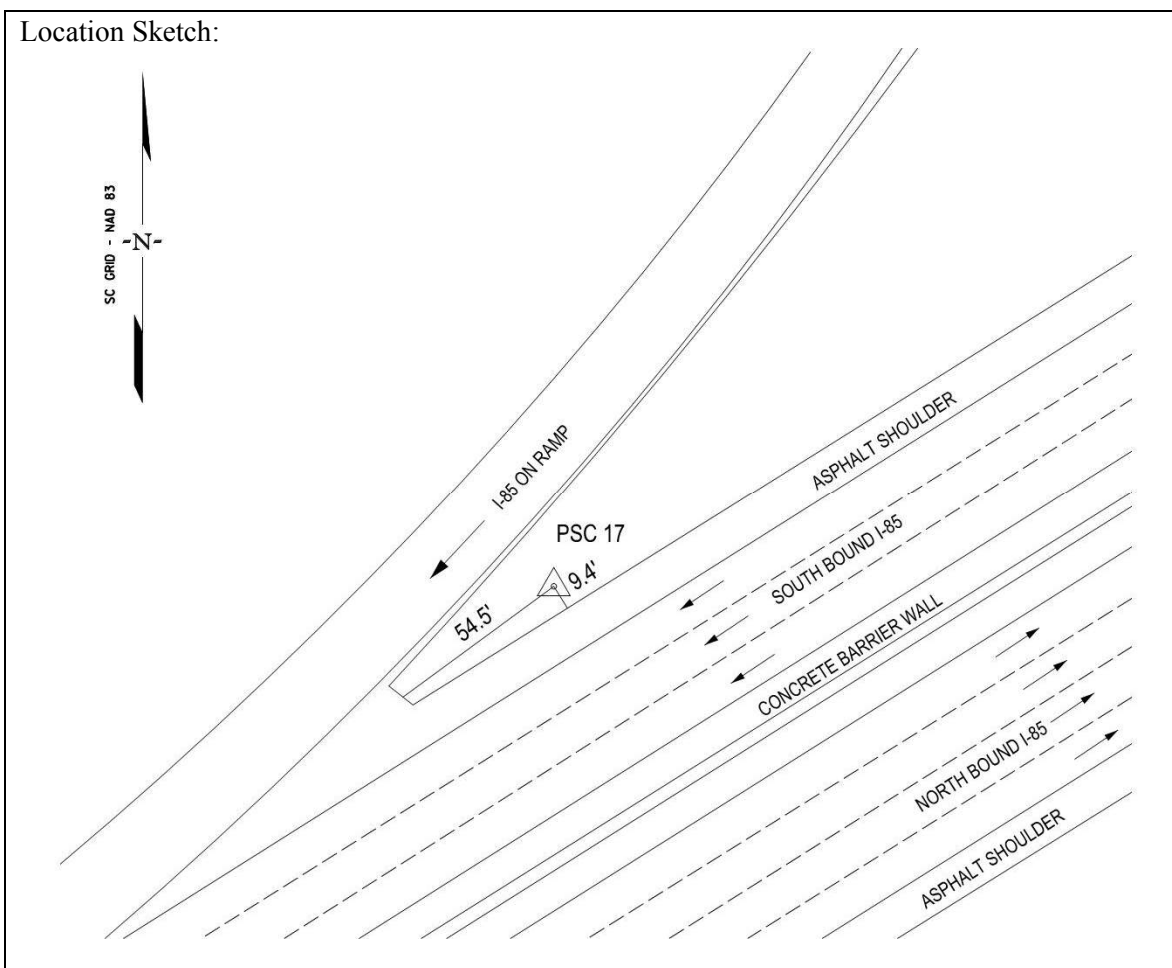 Location Sketch:
SC GRID - NAD 83
-N-
I-85 ON RAMP
PSC 17
9.4'
54.5'
ASPHALT SHOULDER
SOUTH BOUND I-85
CONCRETE BARRIER WALL
NORTH BOUND I-85
ASPHALT SHOULDER